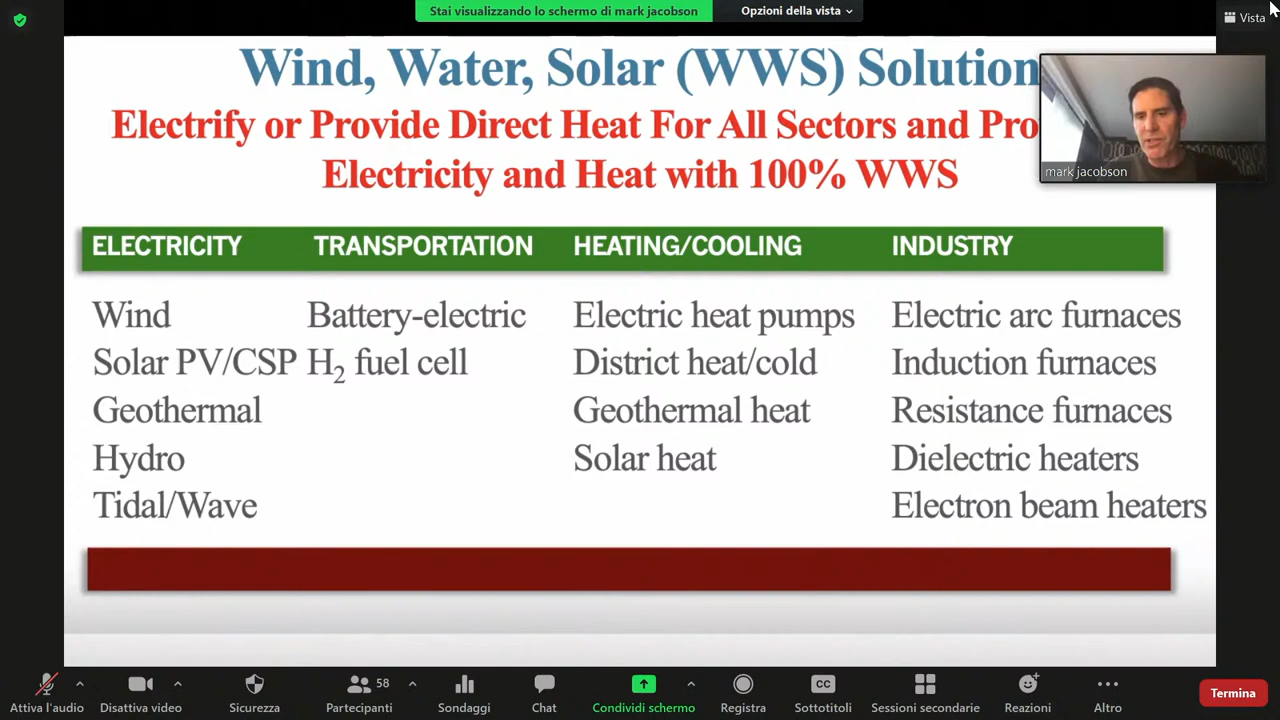 Stai visualizzando lo schermo di mark jacobson
Opzioni della vista
Vista
Wind, Water, Solar (WWS) Solution
Electrify or Provide Direct Heat For All Sectors and Pro
Electricity and Heat with 100% WWS
mark jacobson
ELECTRICITY TRANSPORTATION HEATING/COOLING INDUSTRY
Wind Battery-electric Electric heat pumps Electric arc furnaces
Solar PV/CSP H₂ fuel cell District heat/cold Induction furnaces
Geothermal Geothermal heat Resistance furnaces
Hydro Solar heat Dielectric heaters
Tidal/Wave Electron beam heaters
58
CC
Attiva l'audio Disattiva video Sicurezza Partecipanti Sondaggi Chat Condividi schermo Registra Sottotitoli Sessioni secondarie Reazioni Altro Termina